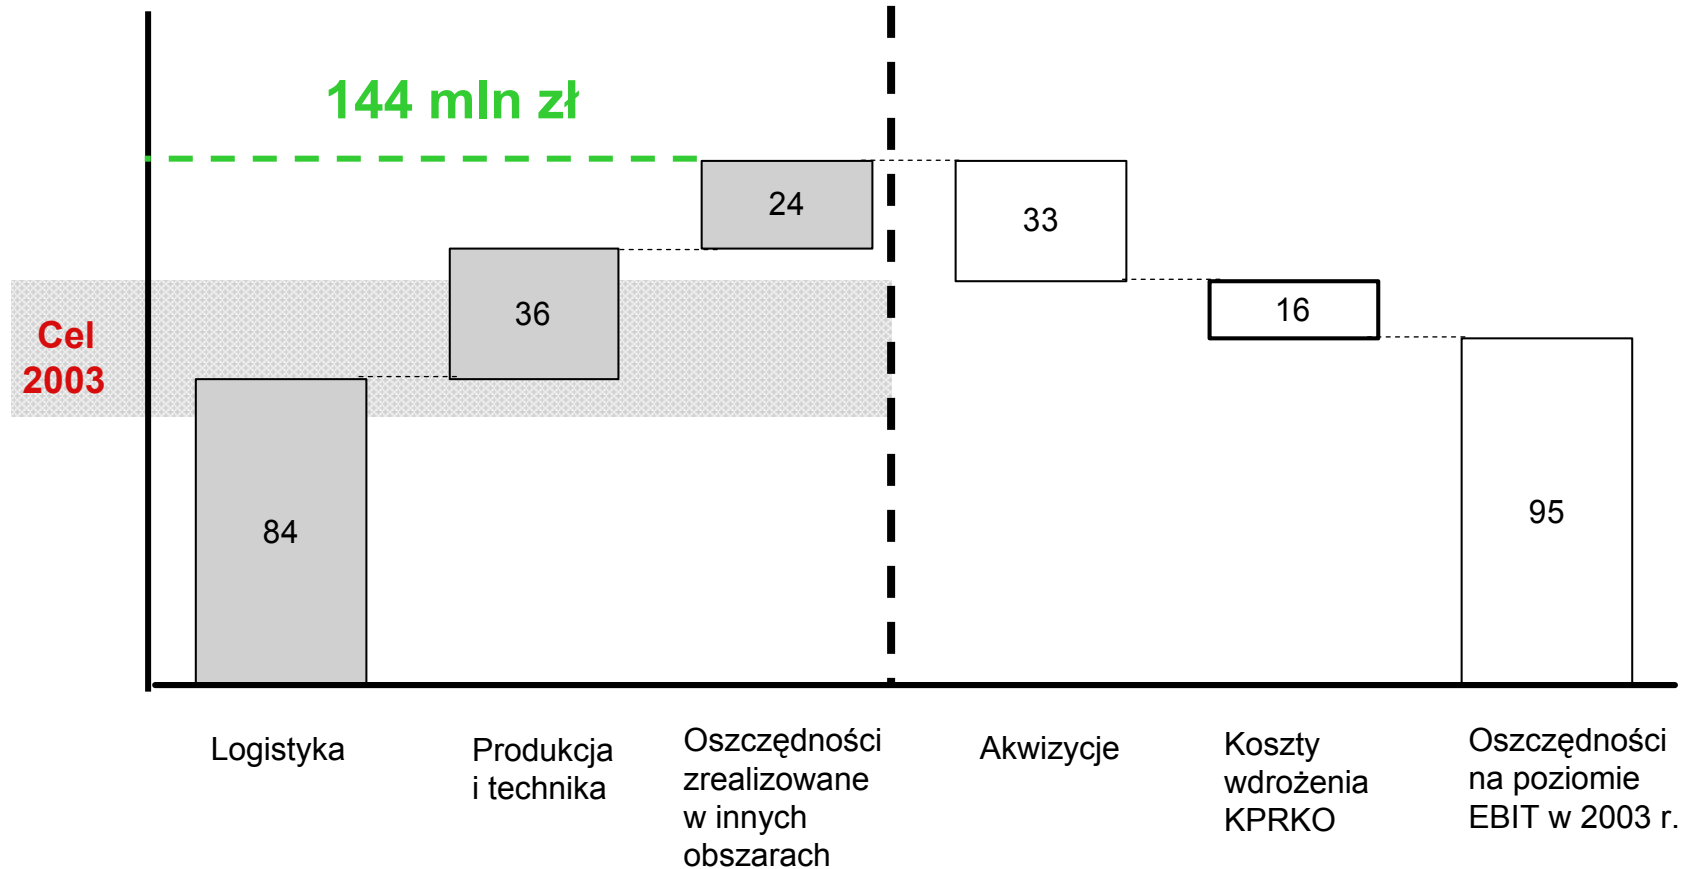 144 mln zł
24
33
36
16
Cel
2003
84
95
Logistyka
Produkcja
i technika
Oszczędności
zrealizowane
w innych
obszarach
Akwizycje
Koszty
wdrożenia
KPRKO
Oszczędności
na poziomie
EBIT w 2003 r.